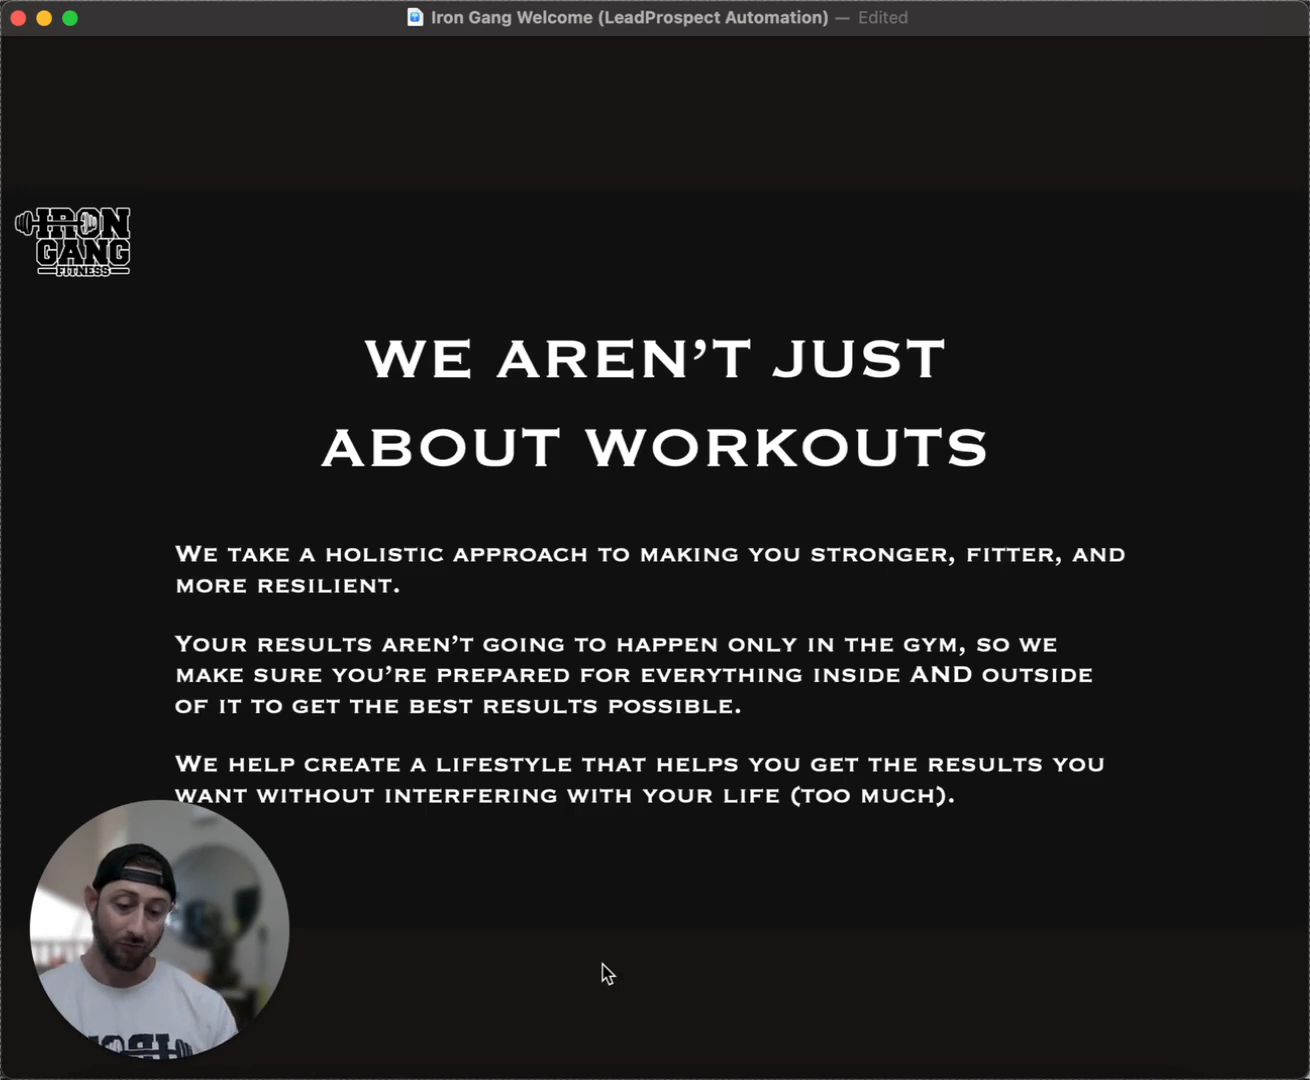 Iron Gang Welcome (LeadProspect Automation) — Edited
IRON
GANG
FITNESS
WE AREN’T JUST
ABOUT WORKOUTS
WE TAKE A HOLISTIC APPROACH TO MAKING YOU STRONGER, FITTER, AND
MORE RESILIENT.
YOUR RESULTS AREN’T GOING TO HAPPEN ONLY IN THE GYM, SO WE
MAKE SURE YOU’RE PREPARED FOR EVERYTHING INSIDE AND OUTSIDE
OF IT TO GET THE BEST RESULTS POSSIBLE.
WE HELP CREATE A LIFESTYLE THAT HELPS YOU GET THE RESULTS YOU
WANT WITHOUT INTERFERING WITH YOUR LIFE (TOO MUCH).